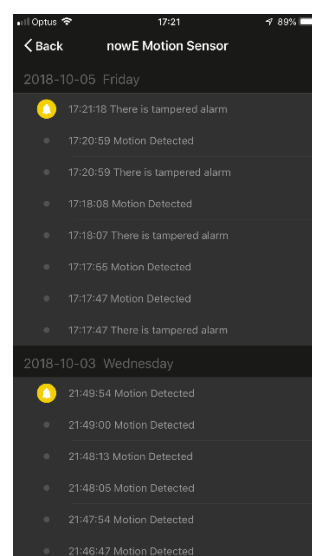 Optus 17:21 89%
Back nowE Motion Sensor
2018-10-05 Friday
17:21:18 There is tampered alarm
17:20:59 Motion Detected
17:20:59 There is tampered alarm
17:18:08 Motion Detected
17:18:07 There is tampered alarm
17:17:55 Motion Detected
17:17:47 Motion Detected
17:17:47 There is tampered alarm
2018-10-03 Wednesday
21:49:54 Motion Detected
21:49:00 Motion Detected
21:48:13 Motion Detected
21:48:05 Motion Detected
21:47:54 Motion Detected
21:46:47 Motion Detected